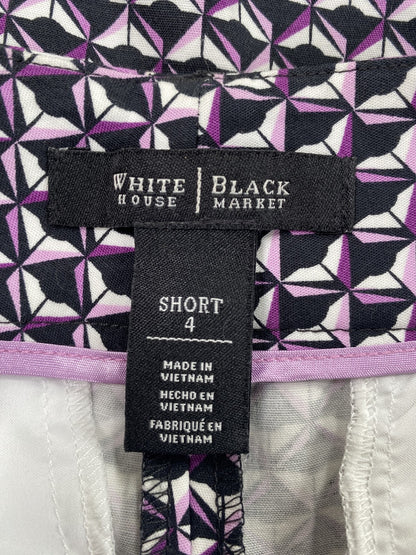 WHITE HOUSE | BLACK MARKET
SHORT
4
MADE IN
VIETNAM
HECHO EN
VIETNAM
FABRIQUÉ EN
VIETNAM